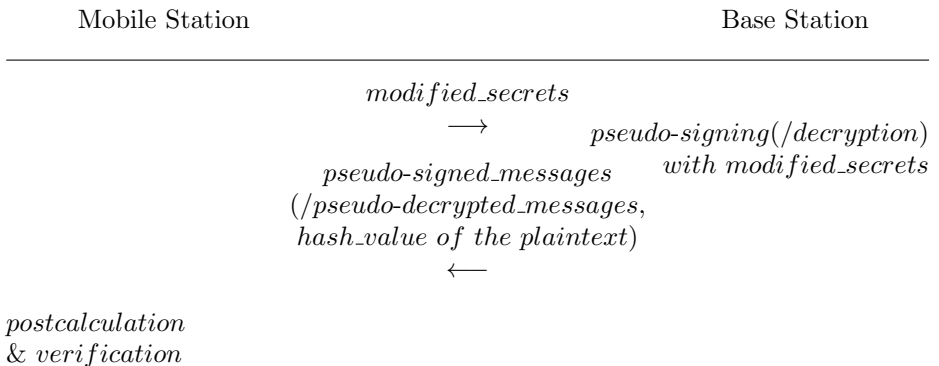 Mobile Station Base Station
modified_secrets
⟶
pseudo-signing(/decryption)
with modified_secrets
pseudo-signed_messages
(/pseudo-decrypted_messages,
hash_value of the plaintext)
⟵
postcalculation
& verification